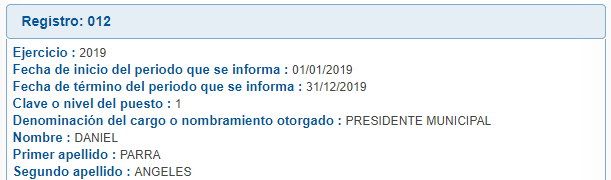 Registro: 012
Ejercicio : 2019
Fecha de inicio del periodo que se informa : 01/01/2019
Fecha de término del periodo que se informa : 31/12/2019
Clave o nivel del puesto : 1
Denominación del cargo o nombramiento otorgado : PRESIDENTE MUNICIPAL
Nombre : DANIEL
Primer apellido : PARRA
Segundo apellido : ANGELES